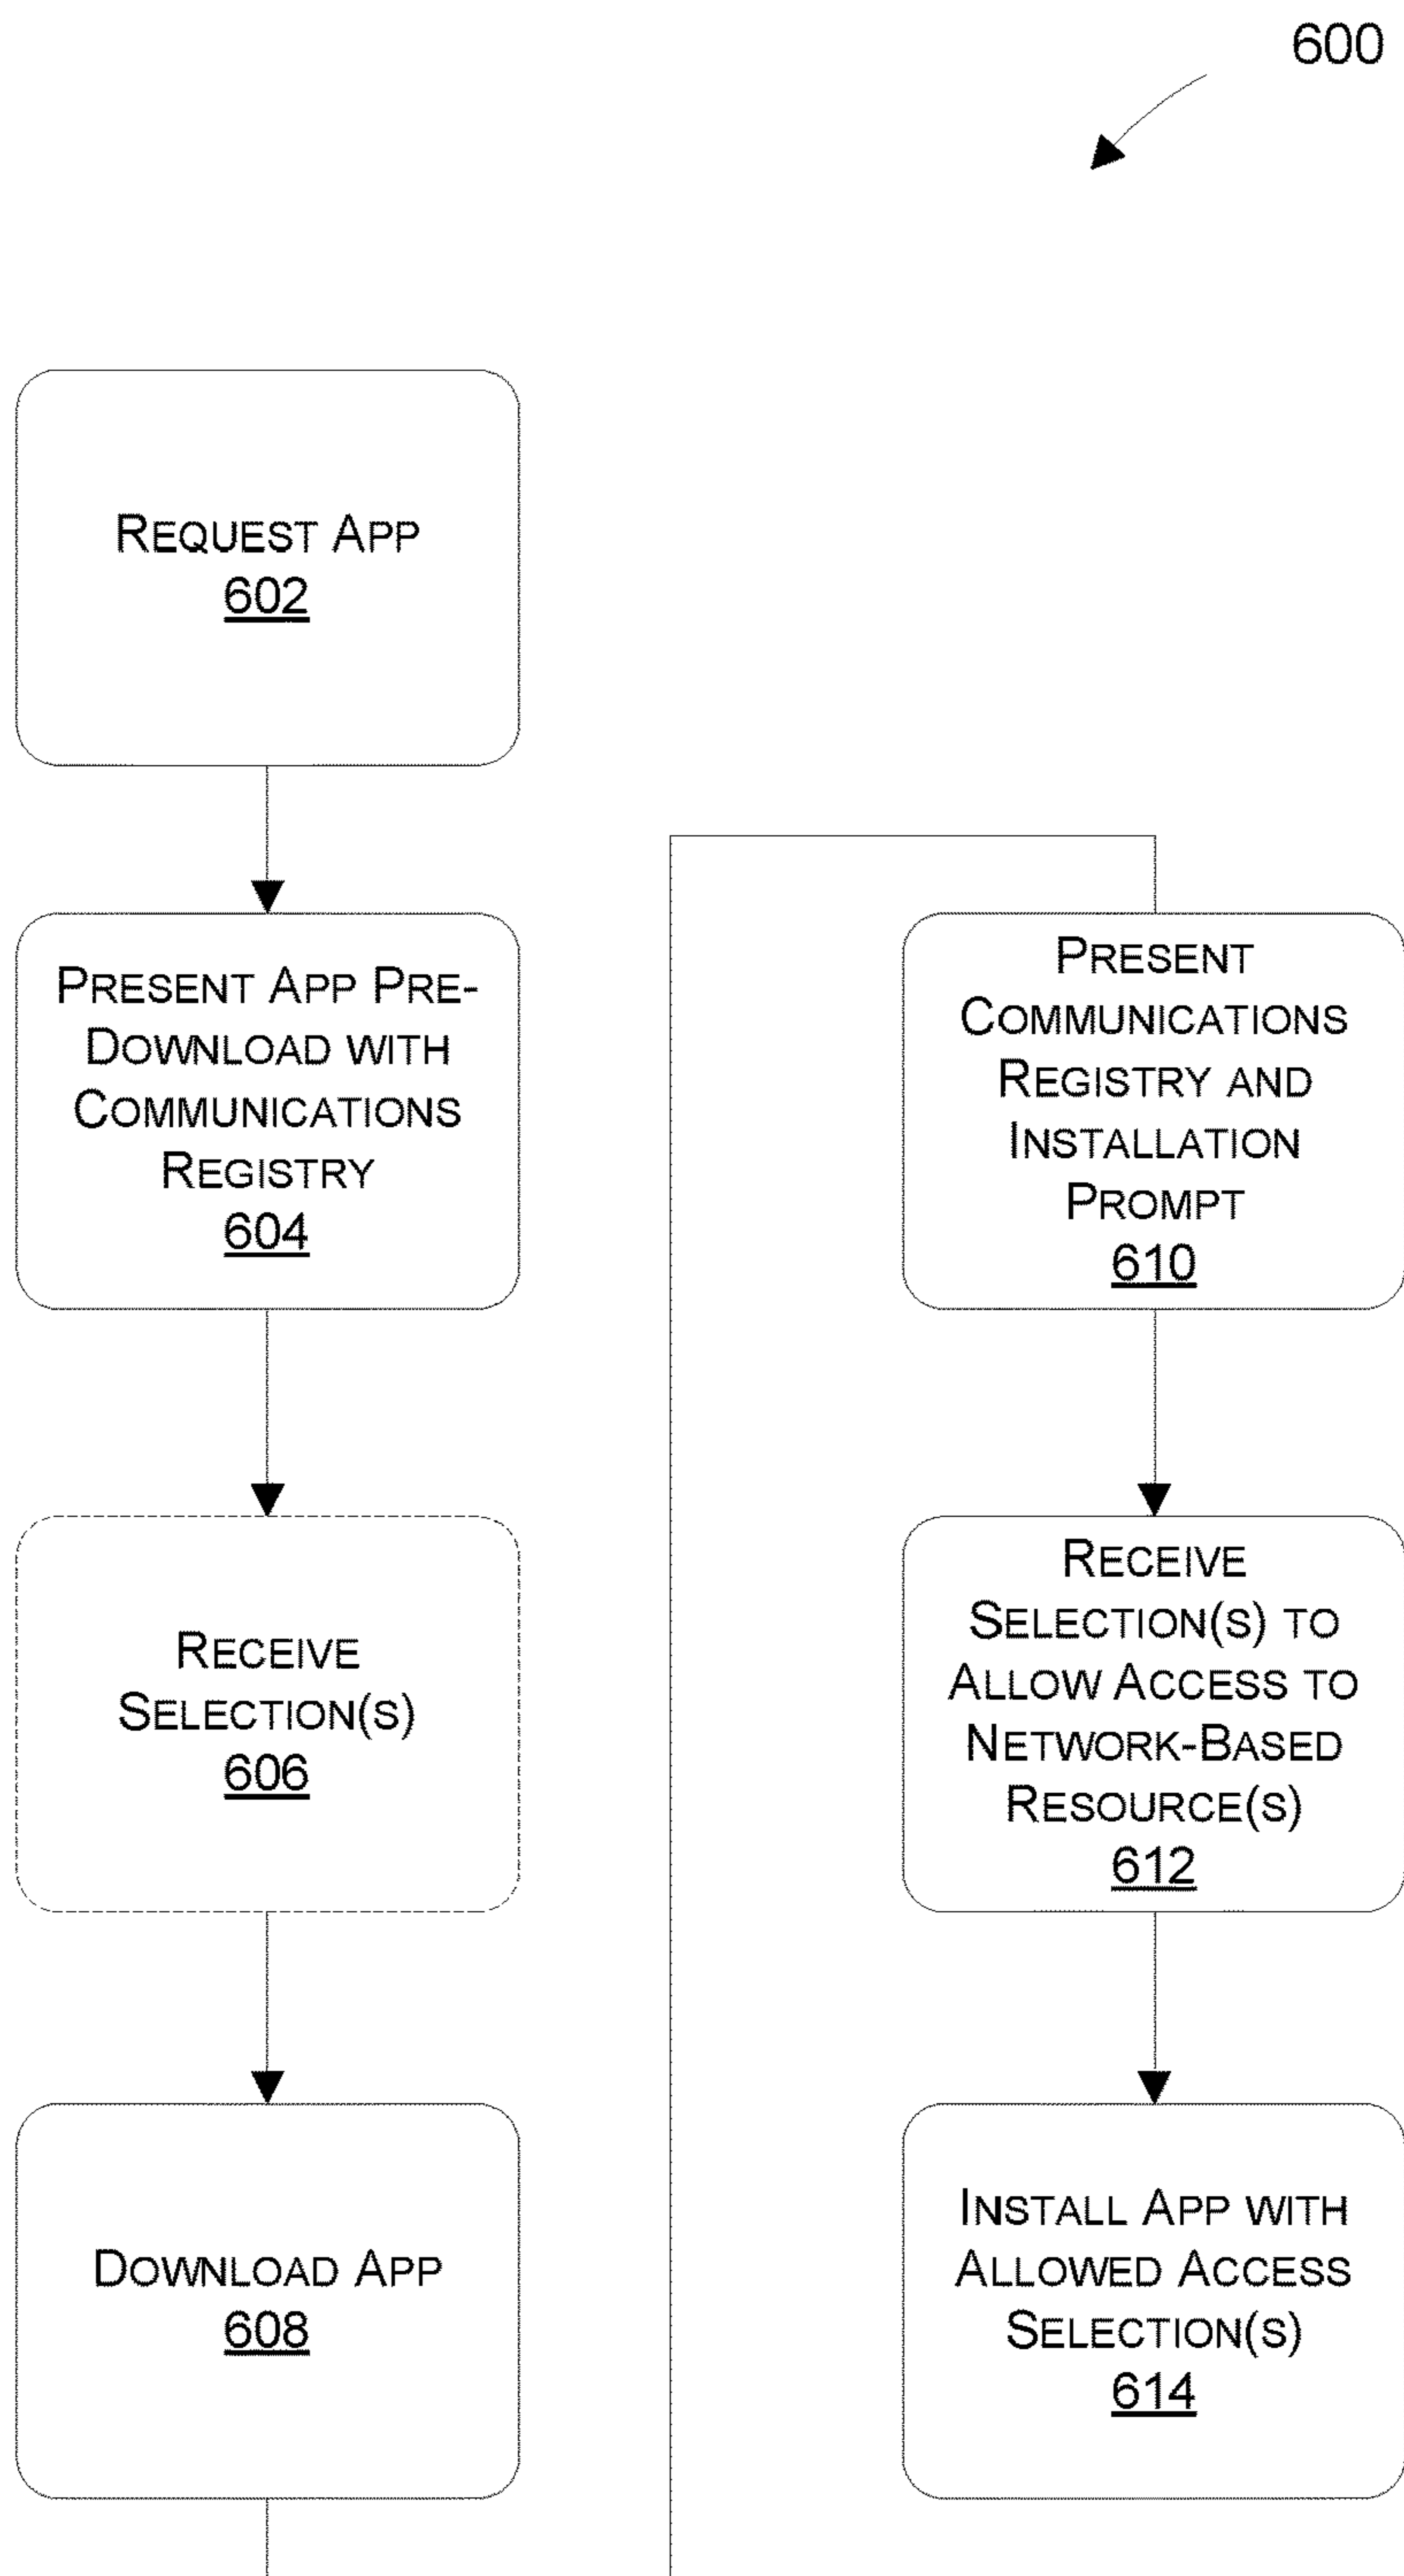 600
REQUEST APP
602
PRESENT APP PRE-
DOWNLOAD WITH
COMMUNICATIONS
REGISTRY
604
RECEIVE
SELECTION(S)
606
DOWNLOAD APP
608
PRESENT
COMMUNICATIONS
REGISTRY AND
INSTALLATION
PROMPT
610
RECEIVE
SELECTION(S) TO
ALLOW ACCESS TO
NETWORK-BASED
RESOURCE(S)
612
INSTALL APP WITH
ALLOWED ACCESS
SELECTION(S)
614